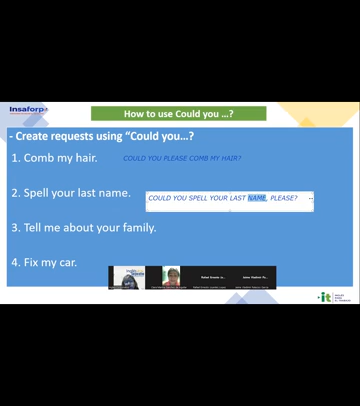 Insaforp
How to use Could you …?
- Create requests using “Could you…?
1. Comb my hair.
COULD YOU PLEASE COMB MY HAIR?
2. Spell your last name.
COULD YOU SPELL YOUR LAST NAME, PLEASE?
3. Tell me about your family.
4. Fix my car.
it